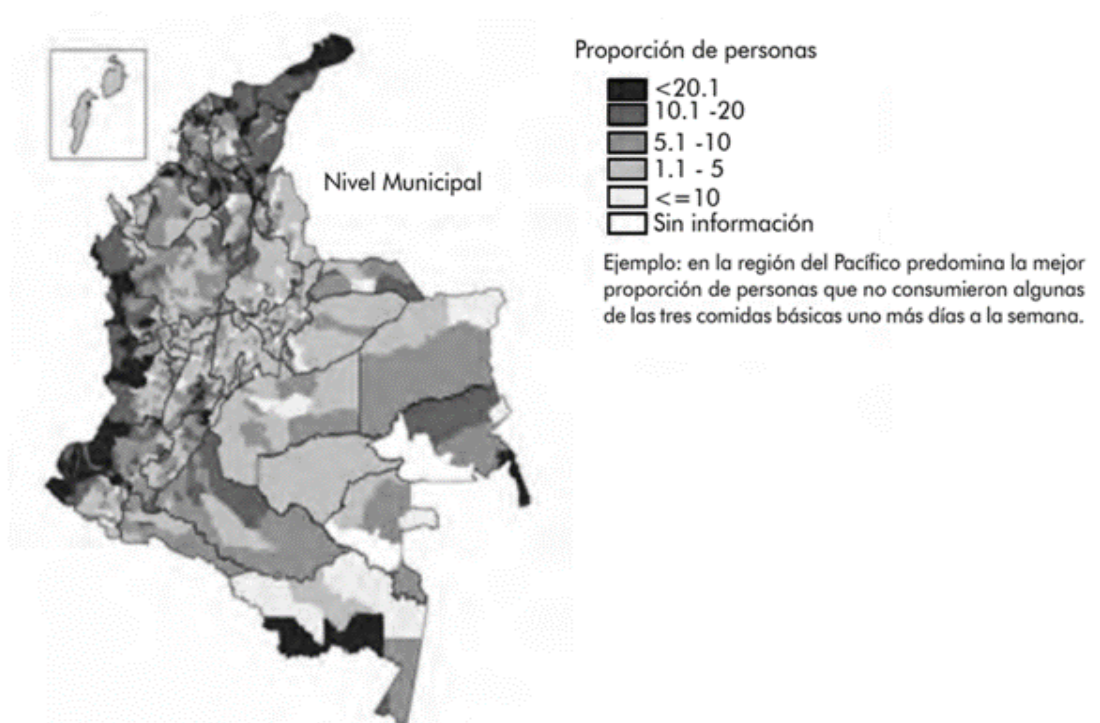 Proporción de personas
<20.1
10.1 -20
5.1 -10
1.1 - 5
<=10
Sin información
Nivel Municipal
Ejemplo: en la región del Pacífico predomina la mejor
proporción de personas que no consumieron algunas
de las tres comidas básicas uno más días a la semana.